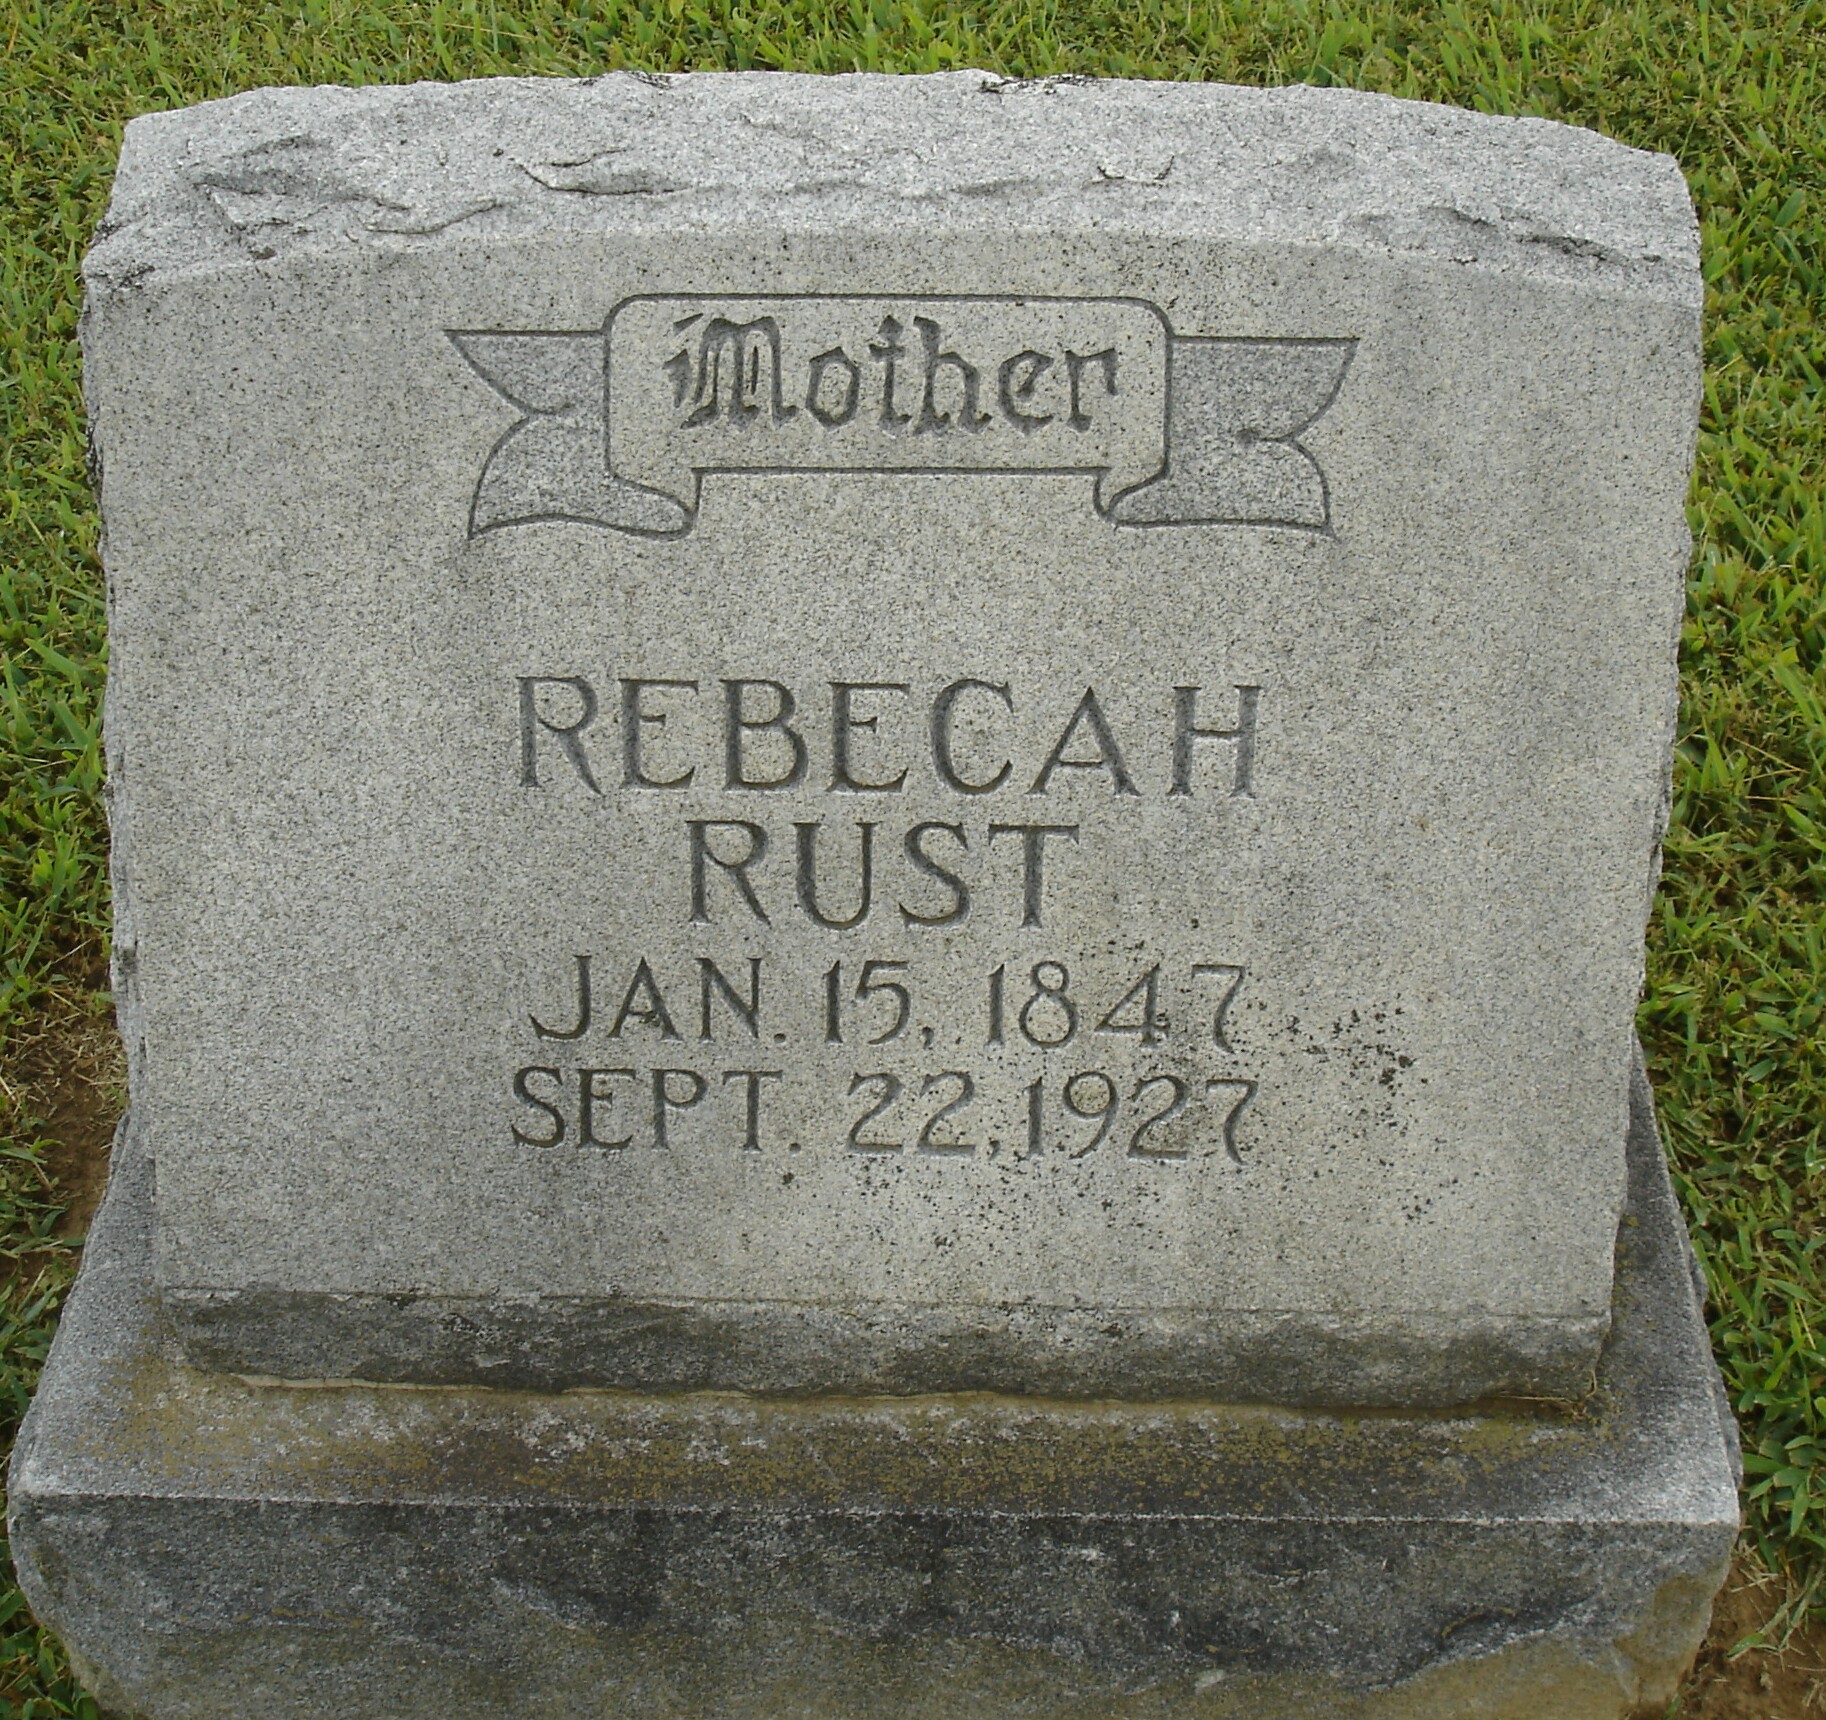 Mother
REBECAH
RUST
JAN. 15, 1847
SEPT. 22, 1927